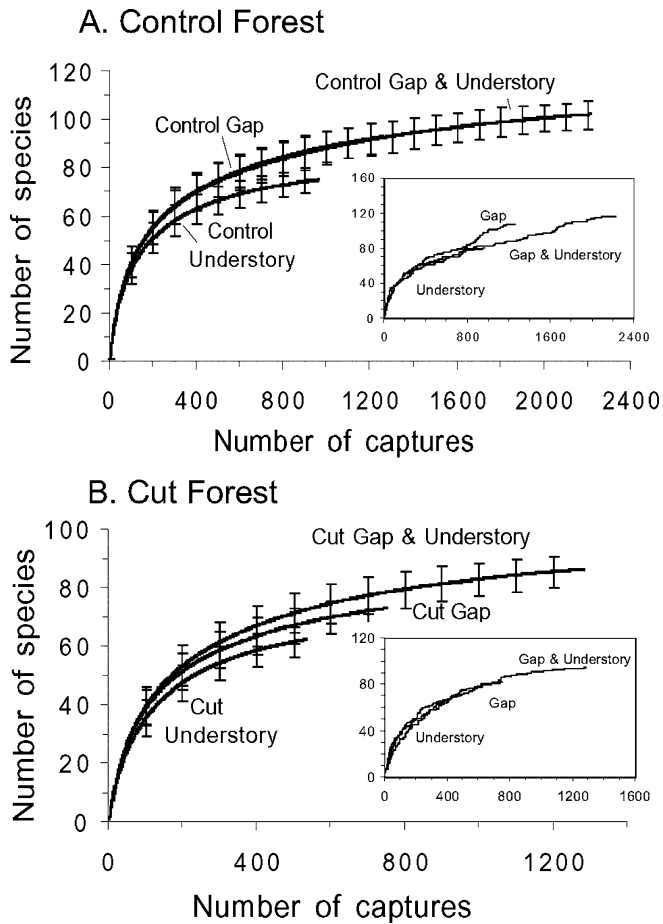 A. Control Forest
Number of species
120
100
80
60
40
20
0
Control Gap & Understory
Control Gap
Control
Understory
160
120
80
40
0
Gap
Gap & Understory
Understory
0 800 1600 2400
0 400 800 1200 1600 2000 2400
Number of captures
B. Cut Forest
Number of species
100
80
60
40
20
0
Cut Gap & Understory
Cut Gap
Cut
Understory
120
80
40
0
Gap & Understory
Gap
Understory
0 400 800 1200 1600
0 400 800 1200
Number of captures